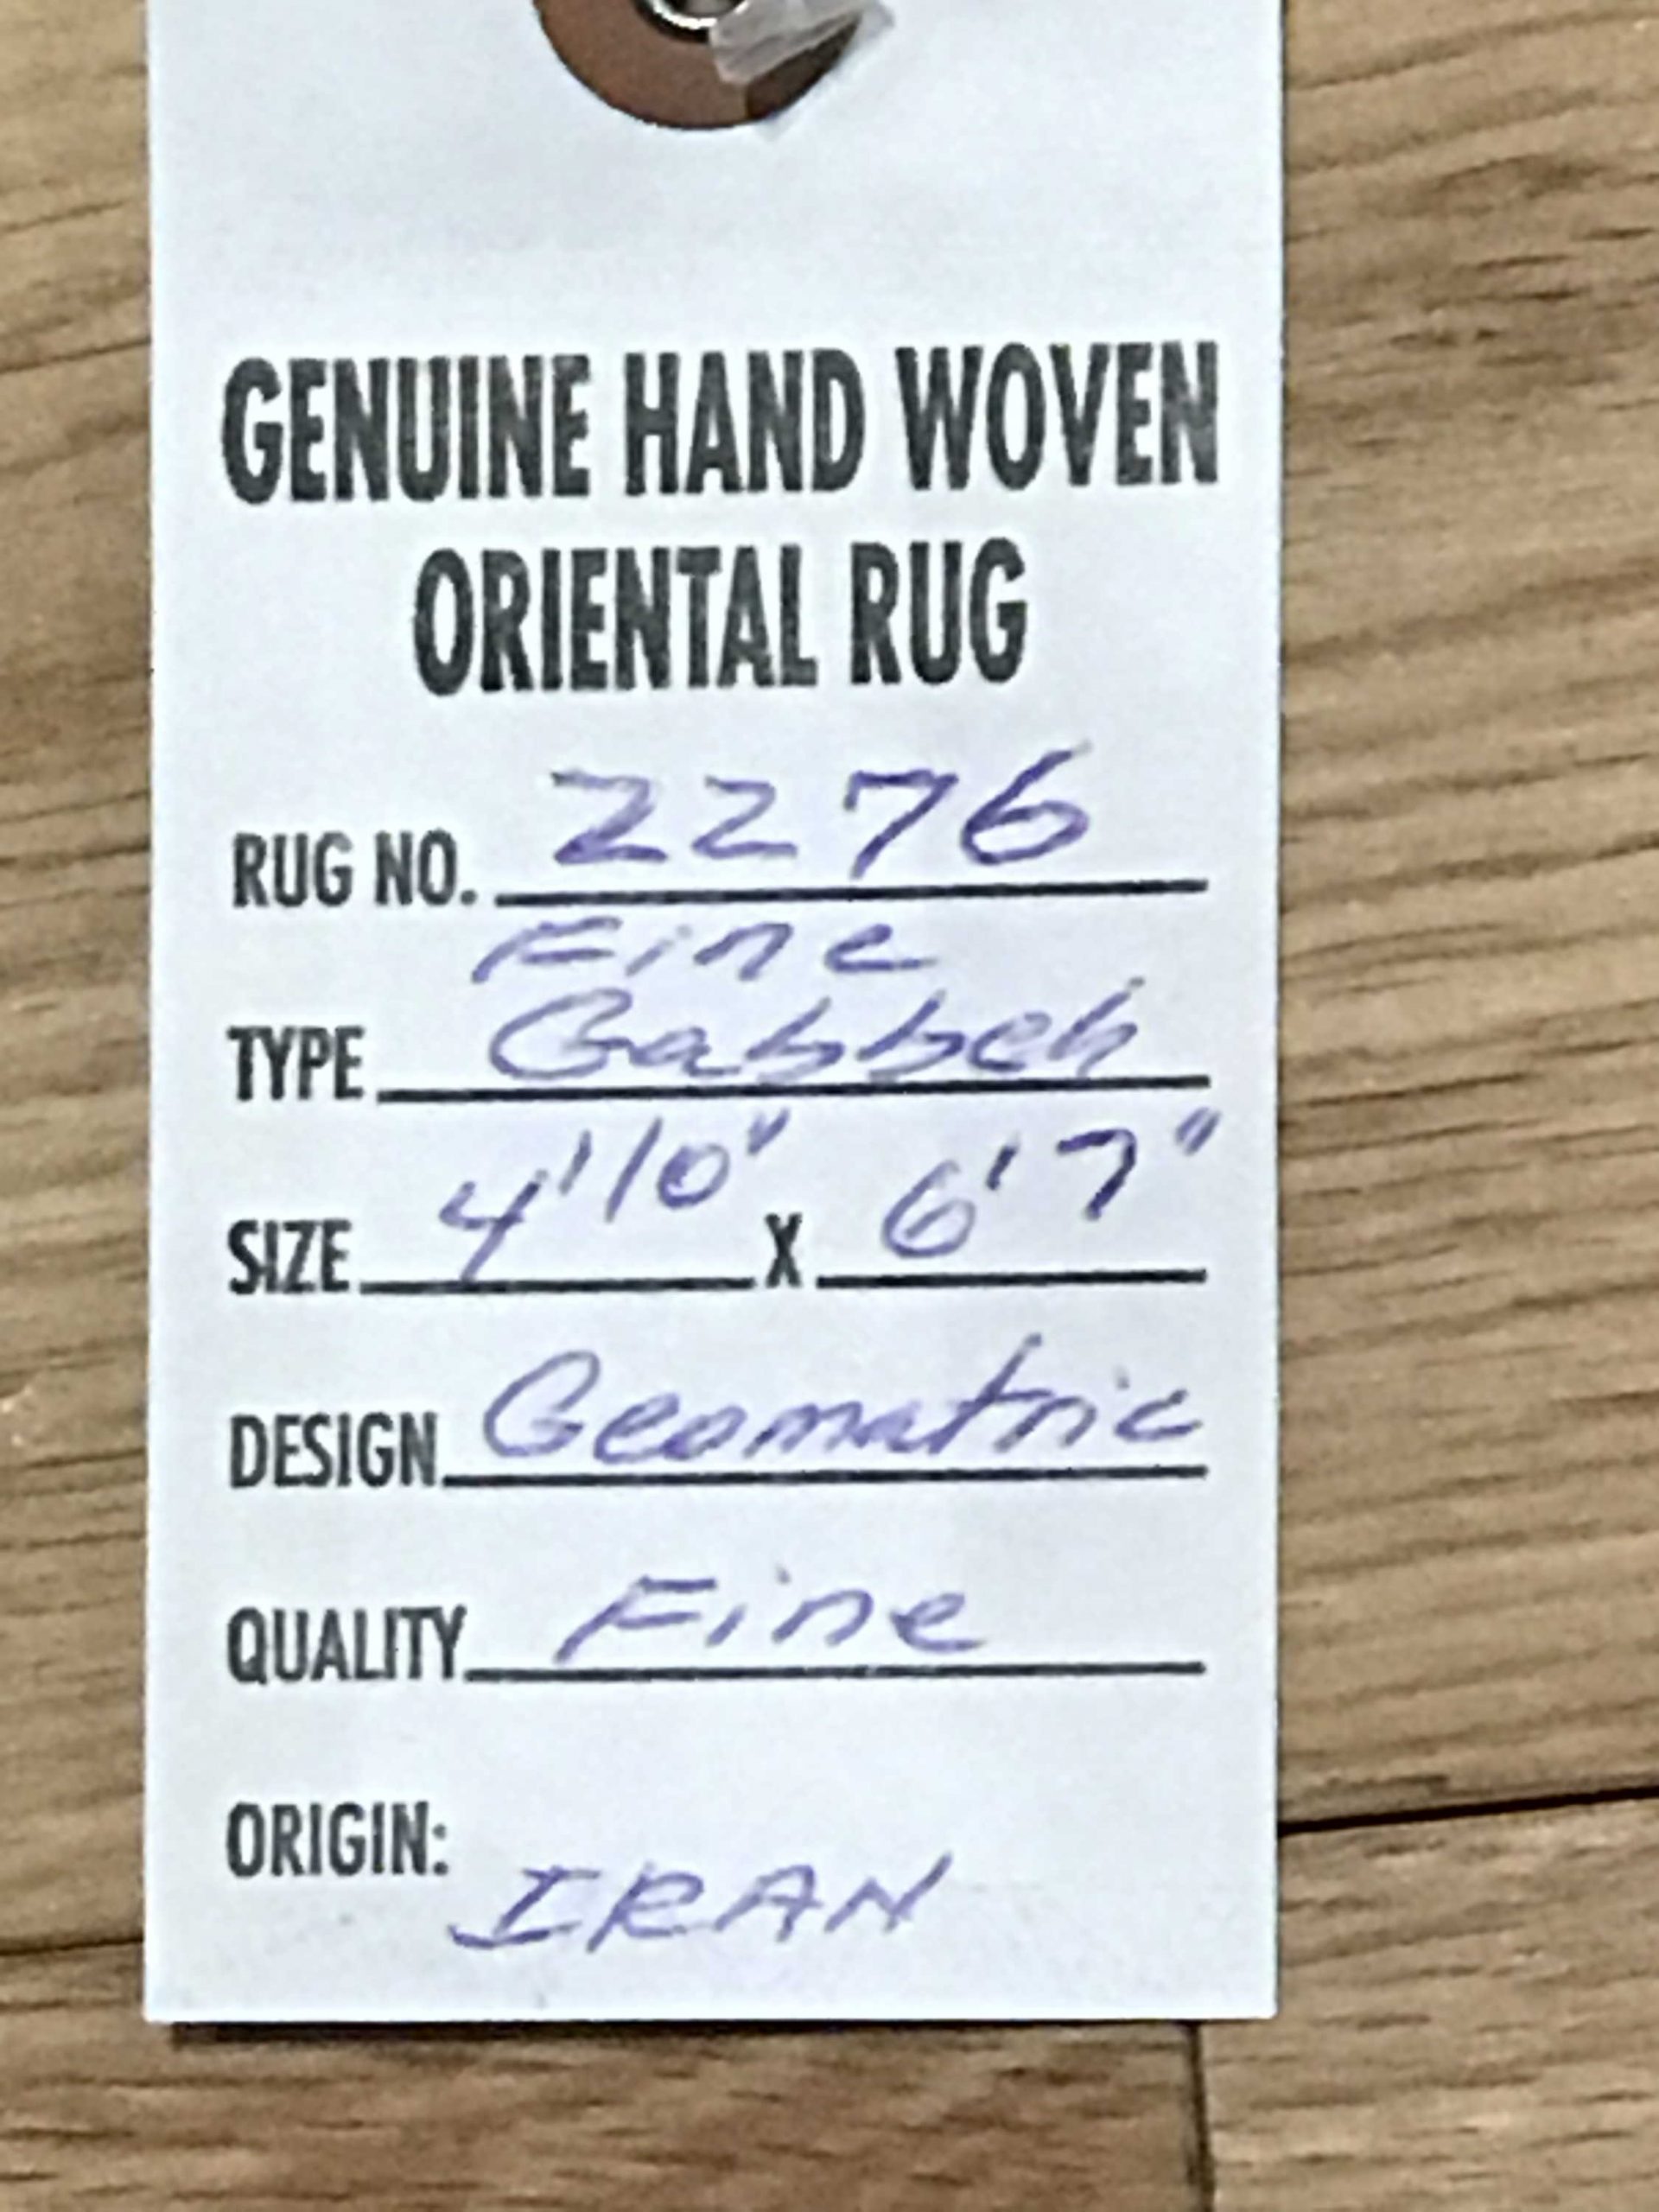 GENUINE HAND WOVEN
ORIENTAL RUG
RUG NO. 2276
Fine
TYPE Gabbeh
SIZE 4'10" X 6'7"
DESIGN Geomatric
QUALITY Fine
ORIGIN:
IRAN